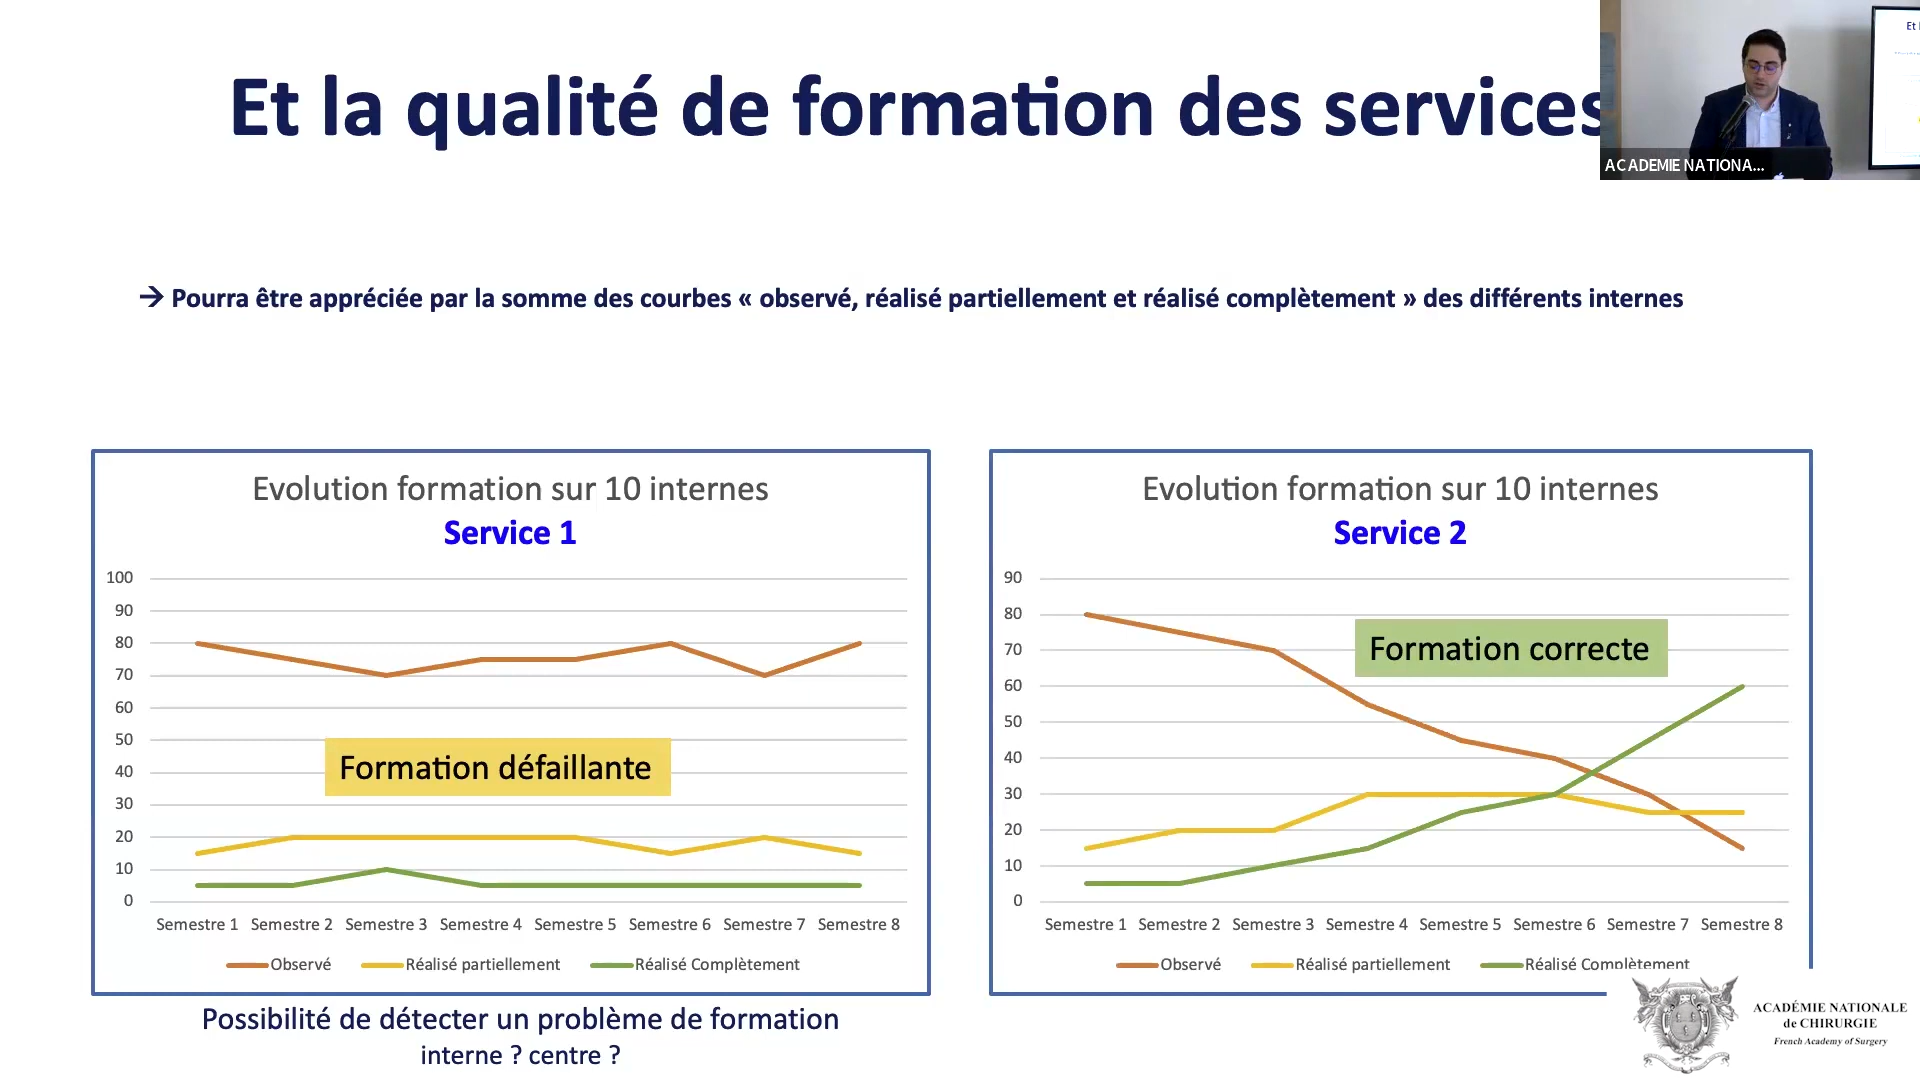 Et la qualité de formation des services
Et
ACADEMIE NATIONA...
→ Pourra être appréciée par la somme des courbes « observé, réalisé partiellement et réalisé complètement » des différents internes
Evolution formation sur 10 internes
Service 1
100
90
80
70
60
50
40
30
20
10
0
Formation défaillante
Semestre 1 Semestre 2 Semestre 3 Semestre 4 Semestre 5 Semestre 6 Semestre 7 Semestre 8
Observé Réalisé partiellement Réalisé Complètement
Possibilité de détecter un problème de formation
interne ? centre ?
Evolution formation sur 10 internes
Service 2
90
80
70
60
50
40
30
20
10
0
Formation correcte
Semestre 1 Semestre 2 Semestre 3 Semestre 4 Semestre 5 Semestre 6 Semestre 7 Semestre 8
Observé Réalisé partiellement Réalisé Complètement
ACADÉMIE NATIONALE
de CHIRURGIE
French Academy of Surgery